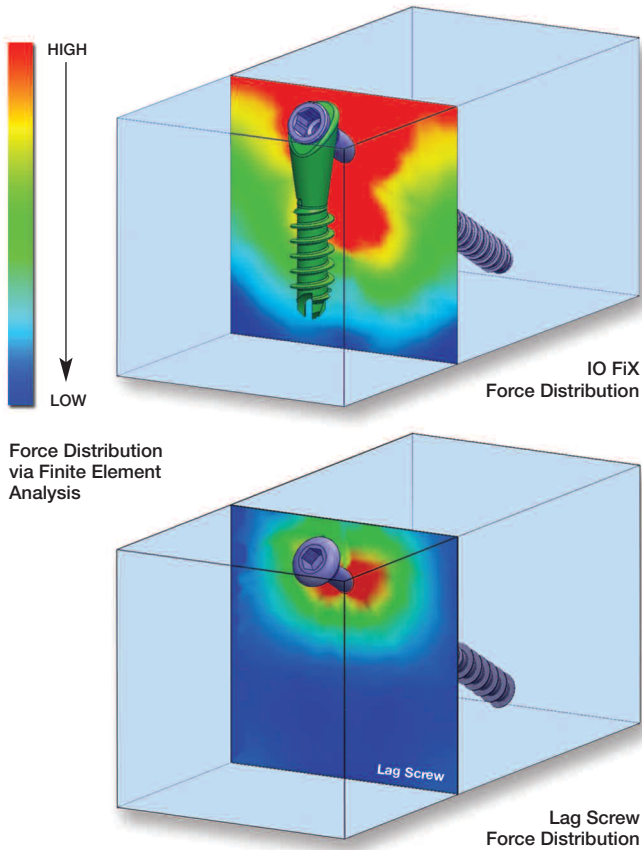 HIGH
LOW
IO FiX
Force Distribution
Force Distribution
via Finite Element
Analysis
Lag Screw
Lag Screw
Force Distribution